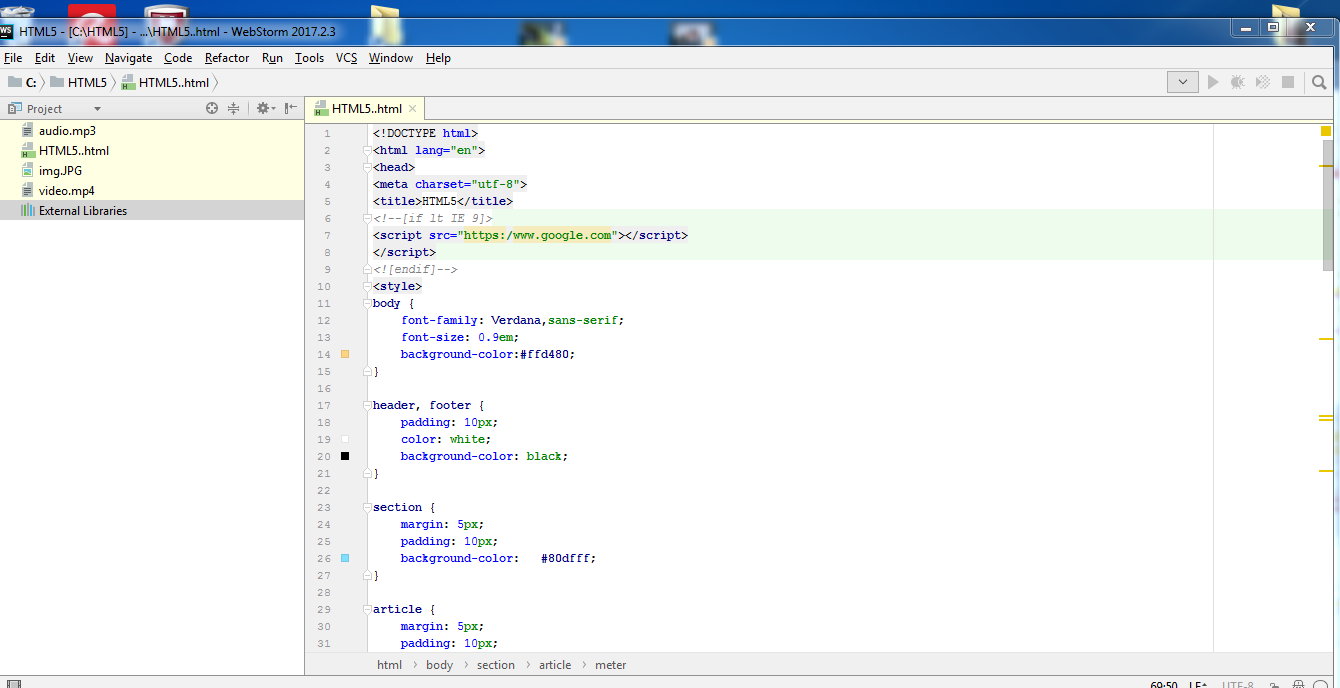 HTML5 - [C:\HTML5] - ...\HTML5..html - WebStorm 2017.2.3
File Edit View Navigate Code Refactor Run Tools VCS Window Help
C: HTML5 HTML5..html
Project
HTML5..html
audio.mp3
HTML5..html
img.JPG
video.mp4
External Libraries
1 <!DOCTYPE html>
2 <html lang="en">
3 <head>
4 <meta charset="utf-8">
5 <title>HTML5</title>
6 <!--[if lt IE 9]>
7 <script src="https:/www.google.com"></script>
8 </script>
9 <![endif]-->
10 <style>
11 body {
12 font-family: Verdana,sans-serif;
13 font-size: 0.9em;
14 background-color:#ffd480;
15 }
16
17 header, footer {
18 padding: 10px;
19 color: white;
20 background-color: black;
21 }
22
23 section {
24 margin: 5px;
25 padding: 10px;
26 background-color:   #80dfff;
27 }
28
29 article {
30 margin: 5px;
31 padding: 10px;
html › body › section › article › meter
69:50 LF UTF-8